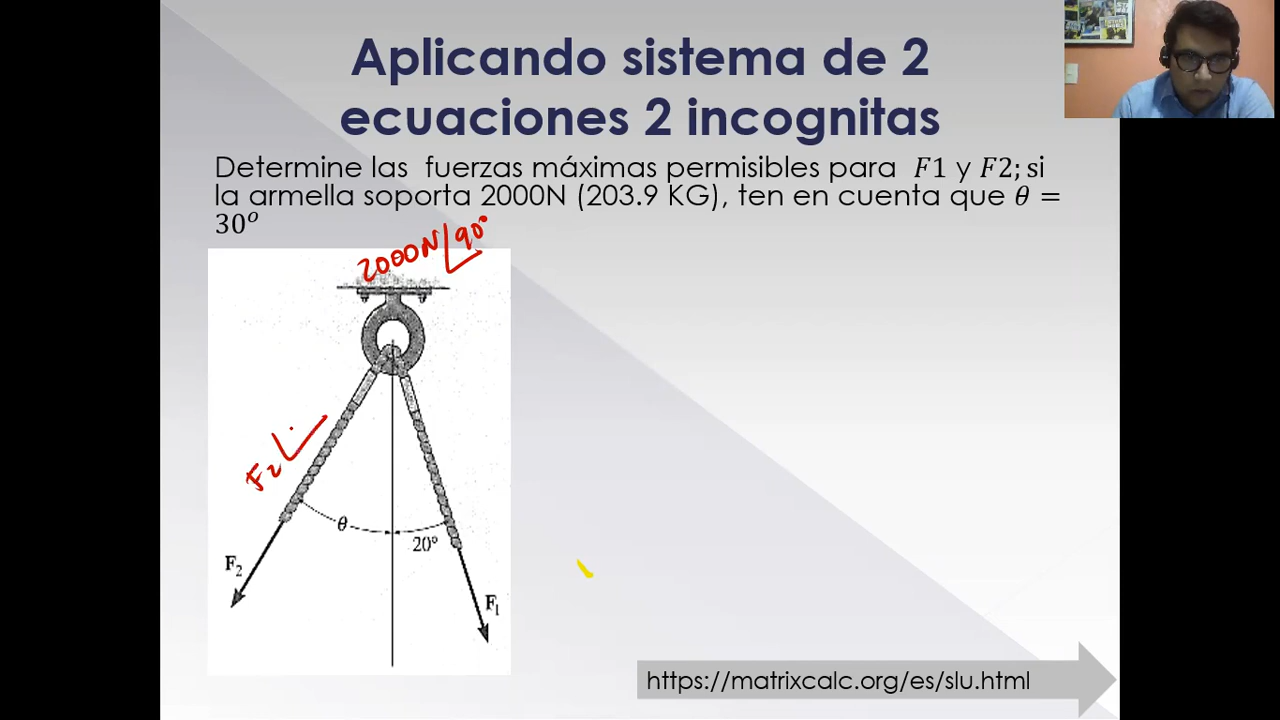 Aplicando sistema de 2
ecuaciones 2 incognitas
Determine las fuerzas máximas permisibles para F1 y F2; si
la armella soporta 2000N (203.9 KG), ten en cuenta que θ =
30º
2000N 90°
F2
θ
20°
F2
F1
https://matrixcalc.org/es/slu.html